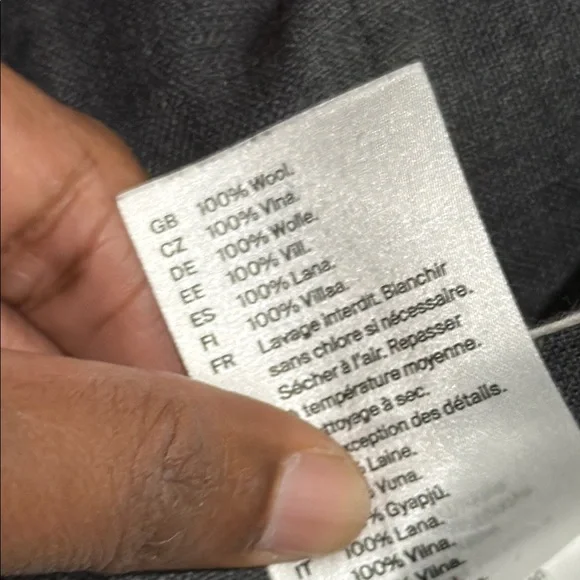 GB 100% Wool.
CZ 100% Vlna.
DE 100% Wolle.
EE 100% Vill.
ES 100% Lana.
FI 100% Villaa.
FR Lavage interdit. Blanchir
sans chlore si nécessaire.
Sécher à l'air. Repasser
température moyenne.
à sec.
des détails.
Laine.
Vuna.
% Gyapjú.
IT 100% Lana.
100% Vilna.